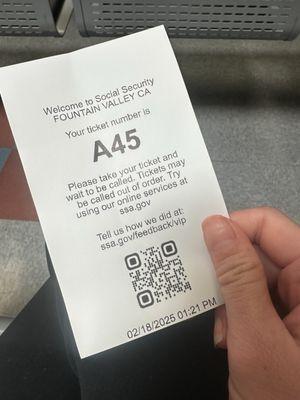 Welcome to Social Security
FOUNTAIN VALLEY CA
Your ticket number is
A45
Please take your ticket and
wait to be called. Tickets may
be called out of order. Try
using our online services at
ssa.gov
Tell us how we did at:
ssa.gov/feedback/vip
02/18/2025 01:21 PM